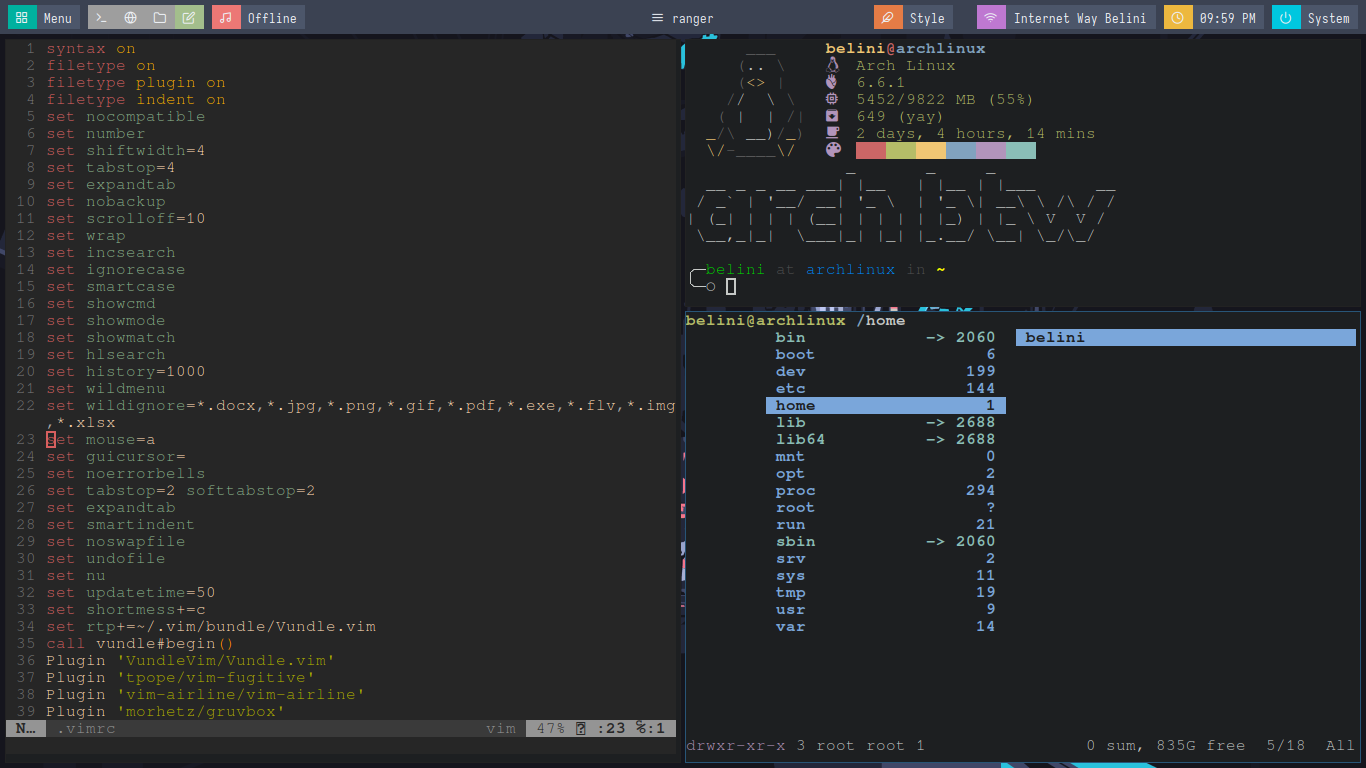 Menu
Offline
ranger
Style
Internet Way Belini
09:59 PM
System
1 syntax on
2 filetype on
3 filetype plugin on
4 filetype indent on
5 set nocompatible
6 set number
7 set shiftwidth=4
8 set tabstop=4
9 set expandtab
10 set nobackup
11 set scrolloff=10
12 set wrap
13 set incsearch
14 set ignorecase
15 set smartcase
16 set showcmd
17 set showmode
18 set showmatch
19 set hlsearch
20 set history=1000
21 set wildmenu
22 set wildignore=*.docx,*.jpg,*.png,*.gif,*.pdf,*.exe,*.flv,*.img
,*.xlsx
23 set mouse=a
24 set guicursor=
25 set noerrorbells
26 set tabstop=2 softtabstop=2
27 set expandtab
28 set smartindent
29 set noswapfile
30 set undofile
31 set nu
32 set updatetime=50
33 set shortmess+=c
34 set rtp+=~/.vim/bundle/Vundle.vim
35 call vundle#begin()
36 Plugin 'VundleVim/Vundle.vim'
37 Plugin 'tpope/vim-fugitive'
38 Plugin 'vim-airline/vim-airline'
39 Plugin 'morhetz/gruvbox'
N… .vimrc vim 47% :23 :1
belini@archlinux
Arch Linux
6.6.1
5452/9822 MB (55%)
649 (yay)
2 days, 4 hours, 14 mins
arch btw
belini at archlinux in ~
belini@archlinux /home
bin -> 2060
boot 6
dev 199
etc 144
home 1
lib -> 2688
lib64 -> 2688
mnt 0
opt 2
proc 294
root ?
run 21
sbin -> 2060
srv 2
sys 11
tmp 19
usr 9
var 14
belini
drwxr-xr-x 3 root root 1 0 sum, 835G free 5/18 All